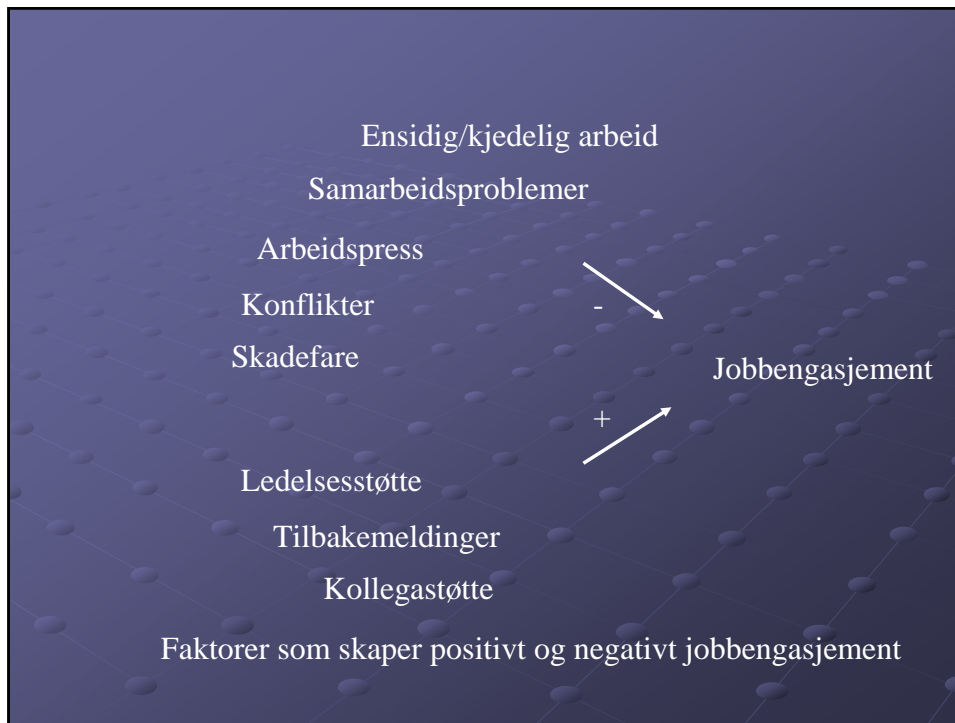 Ensidig/kjedelig arbeid
Samarbeidsproblemer
Arbeidspress
Konflikter
-
Skadefare
Jobbengasjement
+
Ledelsesstøtte
Tilbakemeldinger
Kollegastøtte
Faktorer som skaper positivt og negativt jobbengasjement